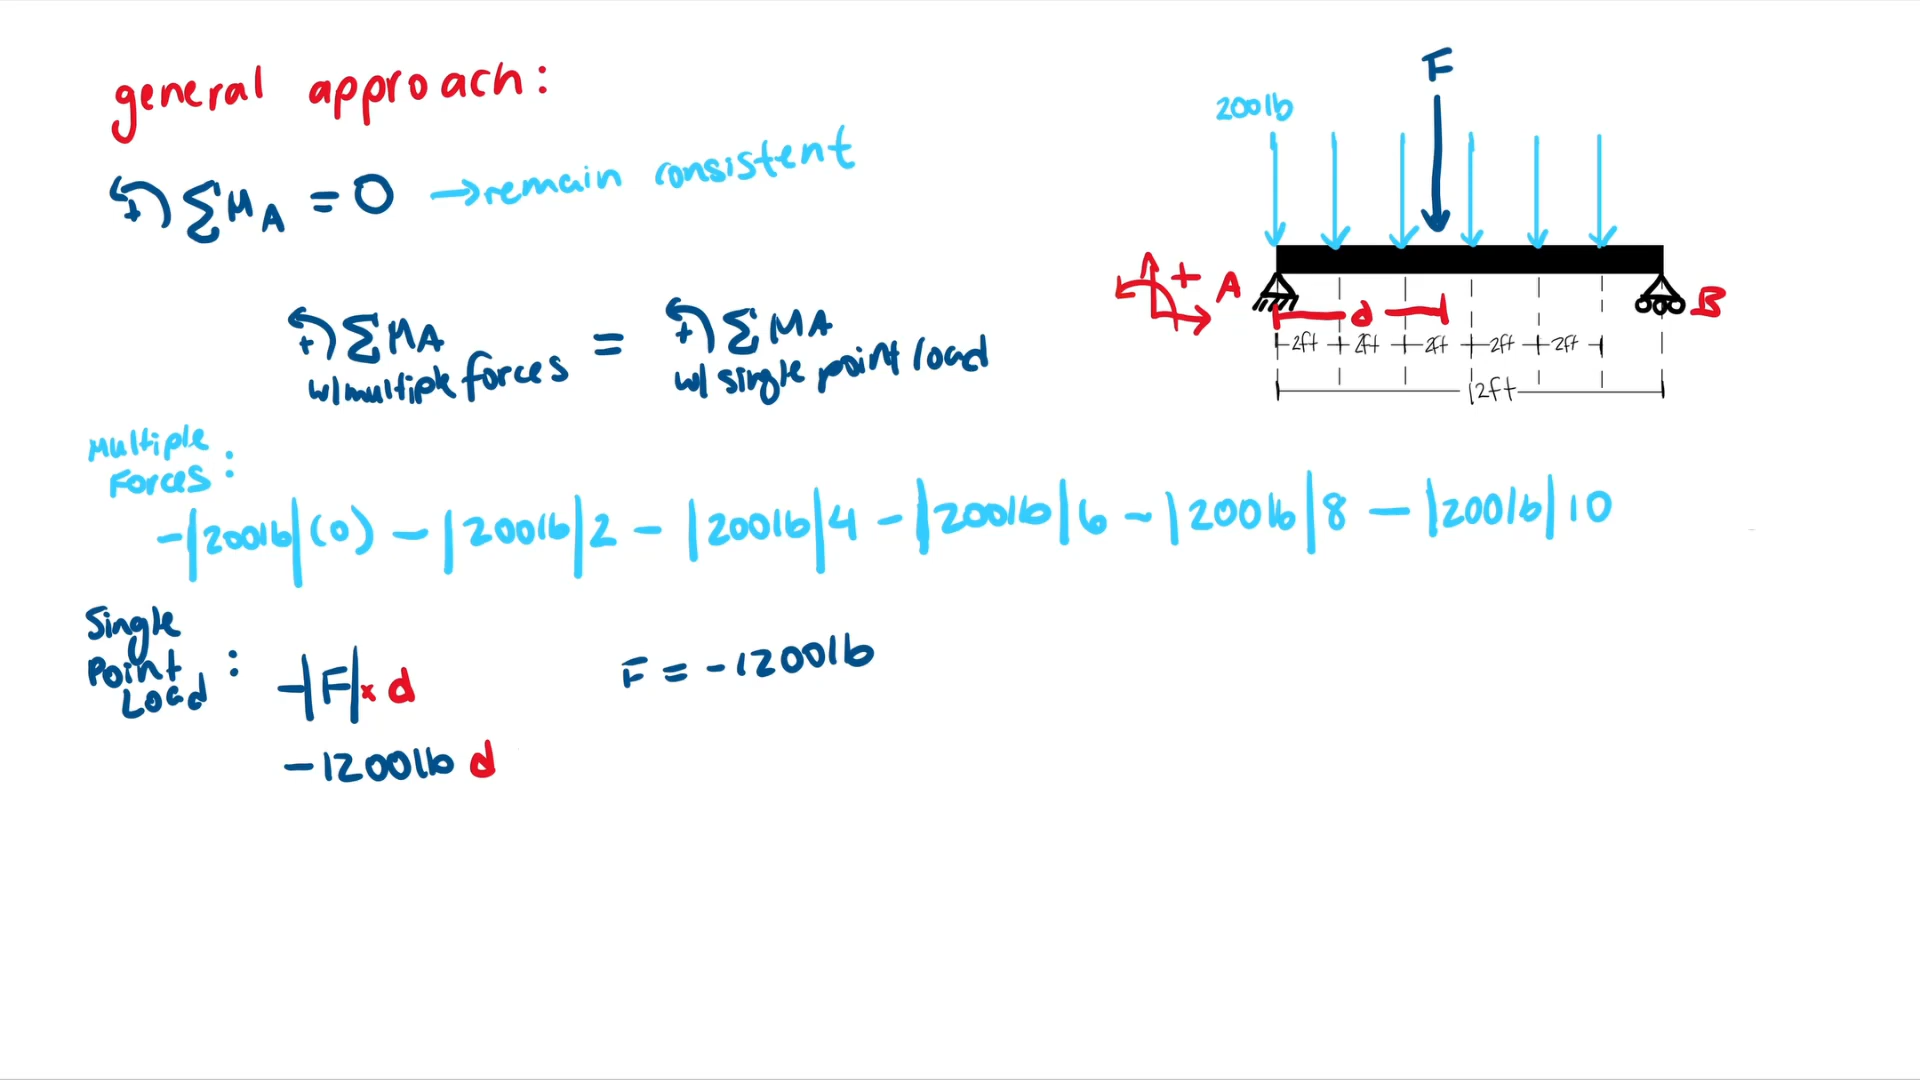 general approach:
+ ΣMA = 0 → remain consistent
+ ΣMA = + ΣMA
w/ multiple forces w/ single point load
Multiple
Forces :
-|200lb|(0) - |200lb|2 - |200lb|4 - |200lb|6 - |200lb|8 - |200lb|10
Single
Point
Load :
-|F| x d
F = -1200lb
-1200lb d
F
200lb
+ A
B
d
2ft 2ft 2ft 2ft 2ft
12ft